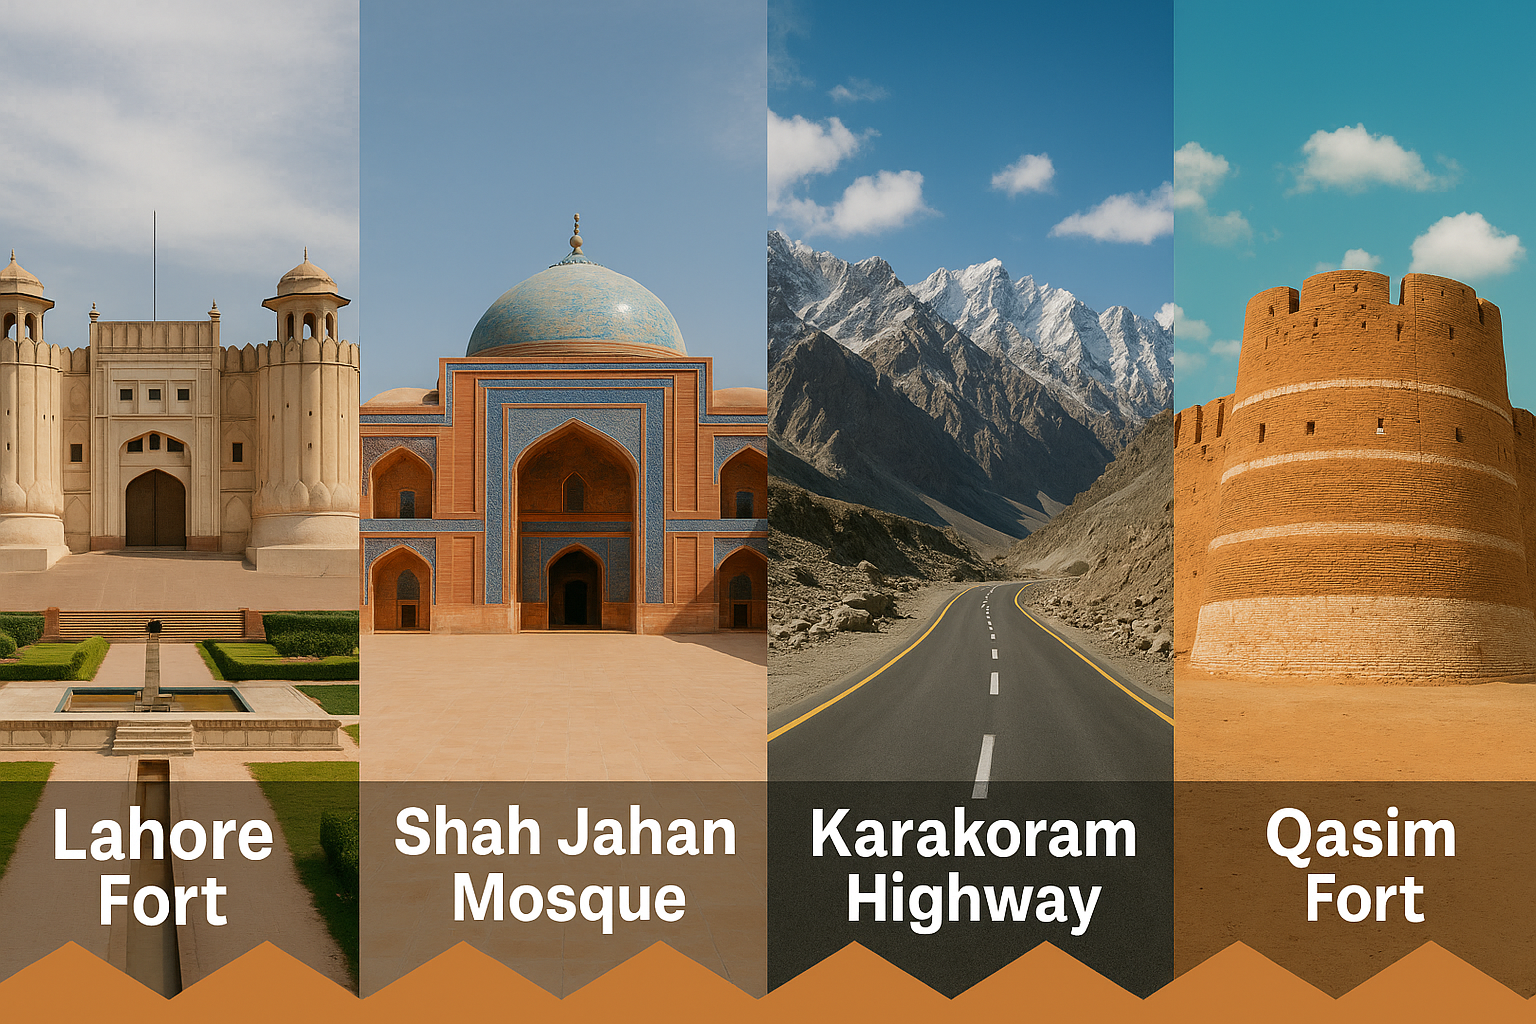 Lahore
Fort
Shah Jahan
Mosque
Karakoram
Highway
Qasim
Fort